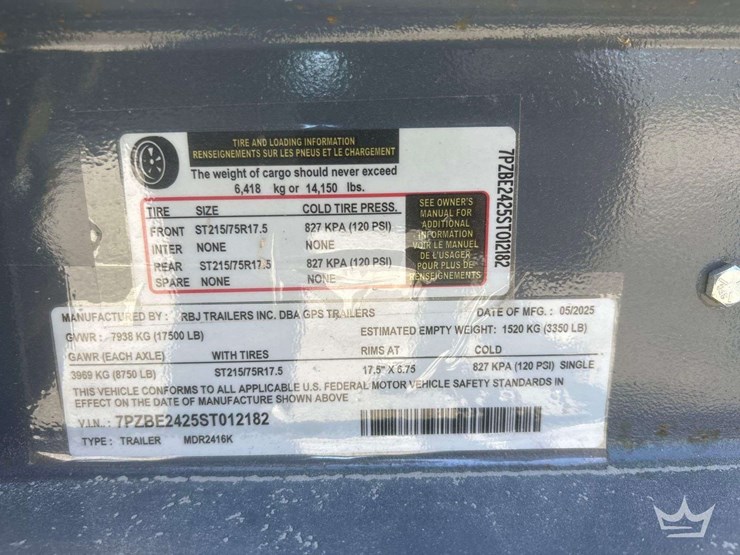 TIRE AND LOADING INFORMATION
RENSEIGNEMENTS SUR LES PNEUS ET LE CHARGEMENT
The weight of cargo should never exceed
6,418 kg or 14,150 lbs.
TIRE SIZE COLD TIRE PRESS.
FRONT ST215/75R17.5 827 KPA (120 PSI)
INTER NONE NONE
REAR ST215/75R17.5 827 KPA (120 PSI)
SPARE NONE NONE
SEE OWNER'S
MANUAL FOR
ADDITIONAL
INFORMATION
VOIR LE MANUEL
DE L'USAGER
POUR PLUS DE
RENSEIGNEMENTS
7PZBE2425ST012182
MANUFACTURED BY : RBJ TRAILERS INC. DBA GPS TRAILERS DATE OF MFG. : 05/2025
GVWR: 7938 KG (17500 LB) ESTIMATED EMPTY WEIGHT: 1520 KG (3350 LB)
GAWR (EACH AXLE) WITH TIRES RIMS AT COLD
3969 KG (8750 LB) ST215/75R17.5 17.5" X 6.75 827 KPA (120 PSI) SINGLE
THIS VEHICLE CONFORMS TO ALL APPLICABLE U.S. FEDERAL MOTOR VEHICLE SAFETY STANDARDS IN
EFFECT ON THE DATE OF MANUFACTURE SHOWN ABOVE
V.I.N. : 7PZBE2425ST012182
TYPE : TRAILER MDR2416K